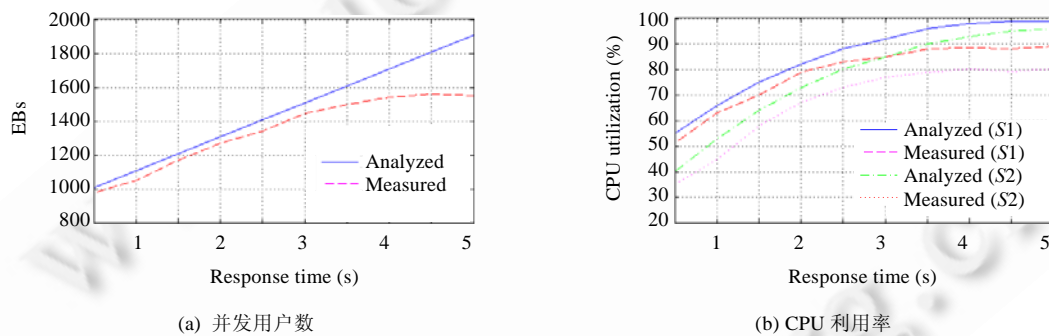 2000
1800
1600
1400
1200
1000
800
EBs
Analyzed
Measured
1 2 3 4 5
Response time (s)
(a) 并发用户数
100
90
80
70
60
50
40
30
20
CPU utilization (%)
Analyzed (S1)
Measured (S1)
Analyzed (S2)
Measured (S2)
1 2 3 4 5
Response time (s)
(b) CPU 利用率